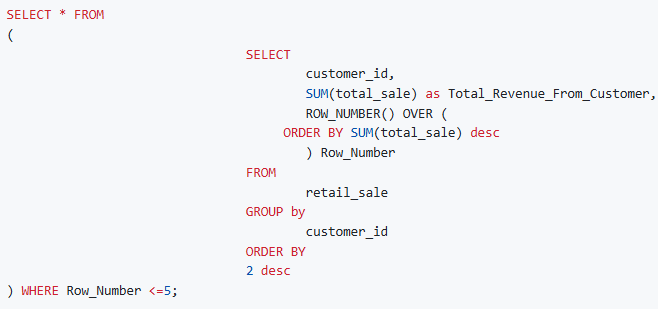 SELECT * FROM
(
SELECT
customer_id,
SUM(total_sale) as Total_Revenue_From_Customer,
ROW_NUMBER() OVER (
ORDER BY SUM(total_sale) desc
) Row_Number
FROM
retail_sale
GROUP by
customer_id
ORDER BY
2 desc
) WHERE Row_Number <=5;